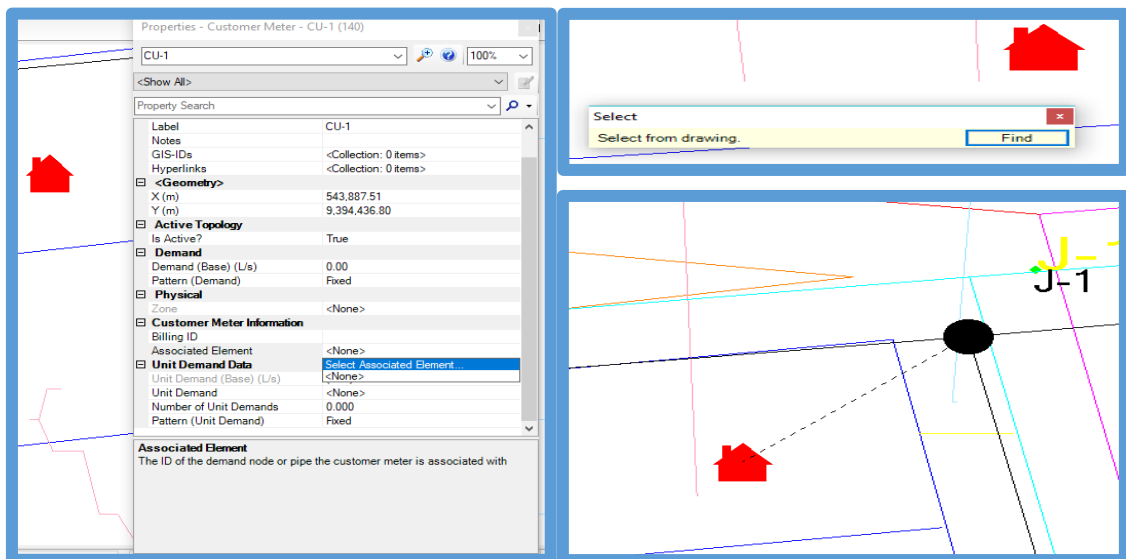 Properties - Customer Meter - CU-1 (140)
CU-1
100%
<Show All>
Property Search
Label CU-1
Notes
GIS-IDs <Collection: 0 items>
Hyperlinks <Collection: 0 items>
<Geometry>
X (m) 543,887.51
Y (m) 9,394,436.80
Active Topology
Is Active? True
Demand
Demand (Base) (L/s) 0.00
Pattern (Demand) Fixed
Physical
Zone <None>
Customer Meter Information
Billing ID
Associated Element <None>
Unit Demand Data Select Associated Element...
Unit Demand (Base) (L/s) <None>
Unit Demand <None>
Number of Unit Demands 0.000
Pattern (Unit Demand) Fixed
Associated Element
The ID of the demand node or pipe the customer meter is associated with
Select
Select from drawing. Find
J-1
J-1